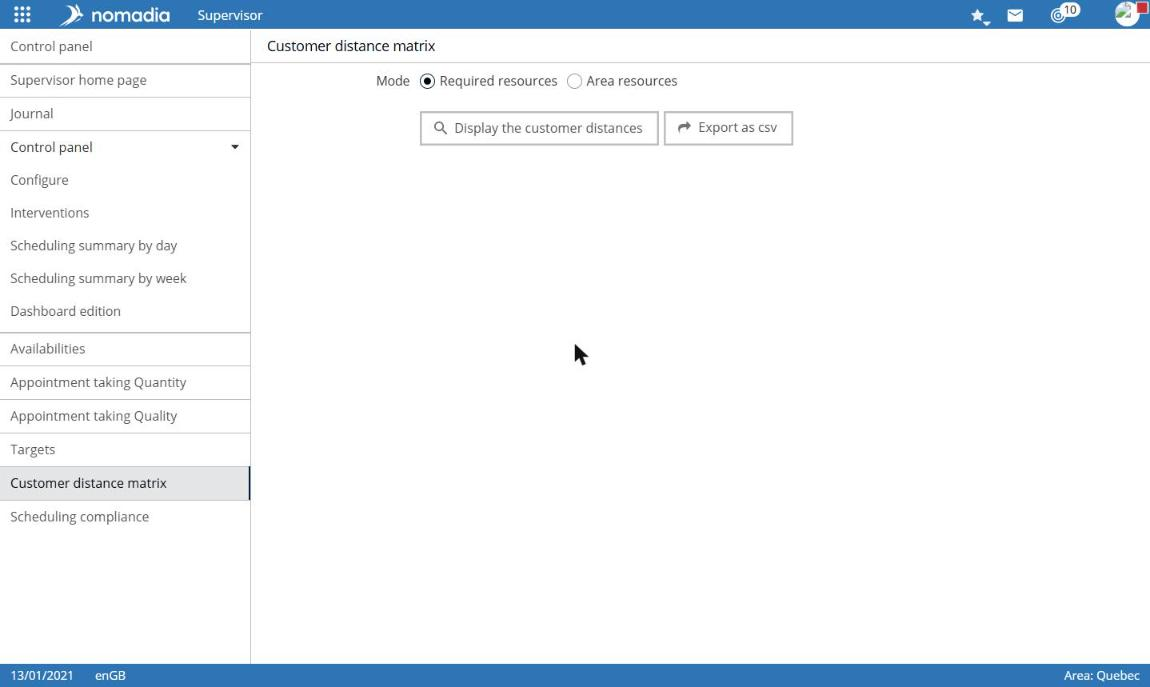 nomadia Supervisor 10
Control panel
Customer distance matrix
Supervisor home page
Mode Required resources Area resources
Journal
Display the customer distances Export as csv
Control panel
Configure
Interventions
Scheduling summary by day
Scheduling summary by week
Dashboard edition
Availabilities
Appointment taking Quantity
Appointment taking Quality
Targets
Customer distance matrix
Scheduling compliance
13/01/2021 enGB Area: Quebec